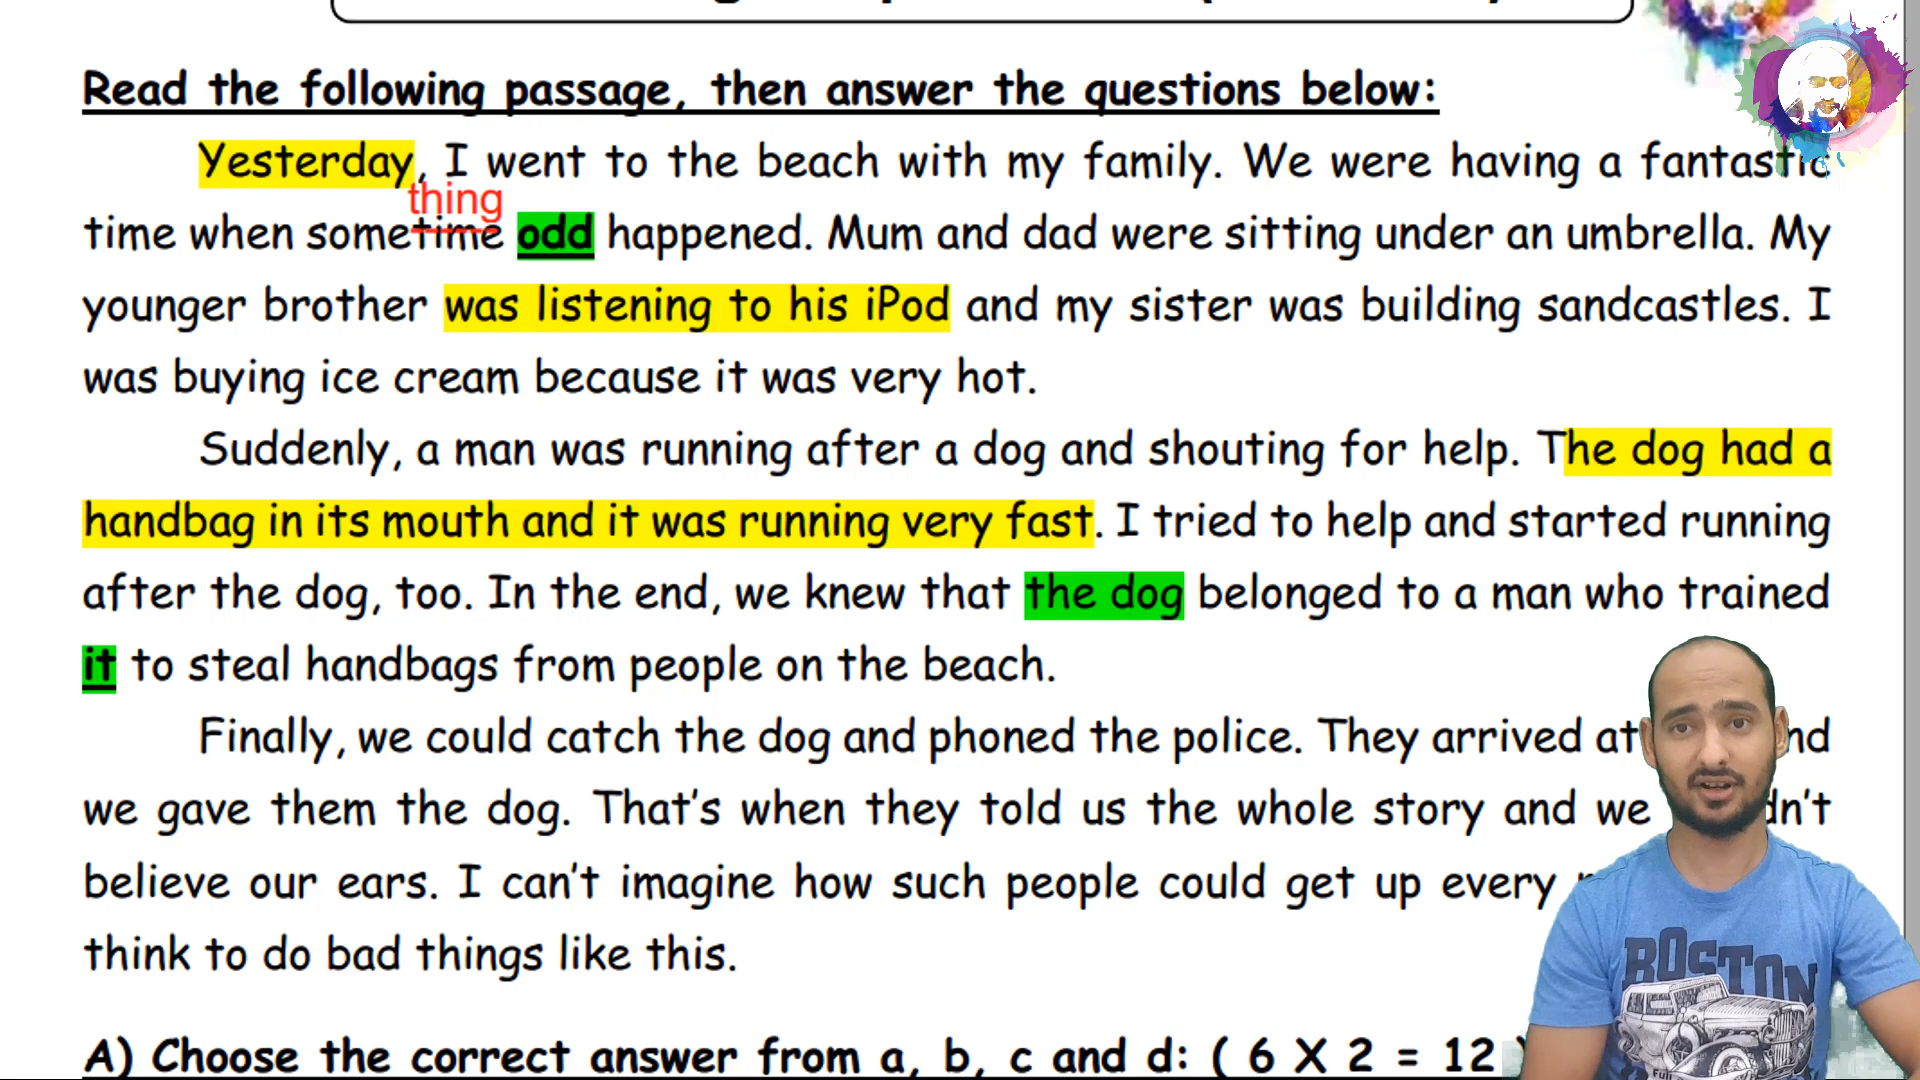 Read the following passage, then answer the questions below:
Yesterday, I went to the beach with my family. We were having a fantastic
thing
time when sometime odd happened. Mum and dad were sitting under an umbrella. My
younger brother was listening to his iPod and my sister was building sandcastles. I
was buying ice cream because it was very hot.
Suddenly, a man was running after a dog and shouting for help. The dog had a
handbag in its mouth and it was running very fast. I tried to help and started running
after the dog, too. In the end, we knew that the dog belonged to a man who trained
it to steal handbags from people on the beach.
Finally, we could catch the dog and phoned the police. They arrived at
we gave them the dog. That's when they told us the whole story and we
believe our ears. I can't imagine how such people could get up every
think to do bad things like this.
A) Choose the correct answer from a, b, c and d: ( 6 X 2 = 12
BOSTON
Full